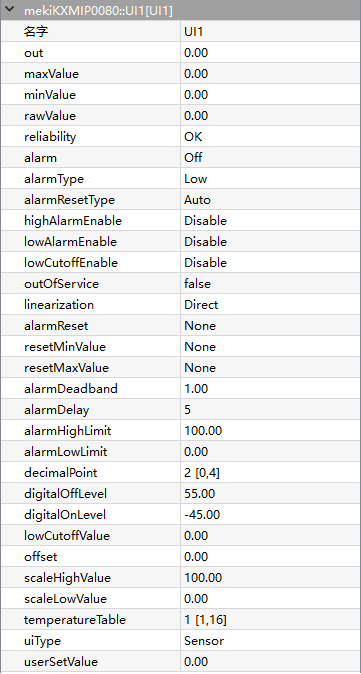 mekiKXMIP0080::UI1[UI1]
名字 UI1
out 0.00
maxValue 0.00
minValue 0.00
rawValue 0.00
reliability OK
alarm Off
alarmType Low
alarmResetType Auto
highAlarmEnable Disable
lowAlarmEnable Disable
lowCutoffEnable Disable
outOfService false
linearization Direct
alarmReset None
resetMinValue None
resetMaxValue None
alarmDeadband 1.00
alarmDelay 5
alarmHighLimit 100.00
alarmLowLimit 0.00
decimalPoint 2 [0,4]
digitalOffLevel 55.00
digitalOnLevel -45.00
lowCutoffValue 0.00
offset 0.00
scaleHighValue 100.00
scaleLowValue 0.00
temperatureTable 1 [1,16]
uiType Sensor
userSetValue 0.00